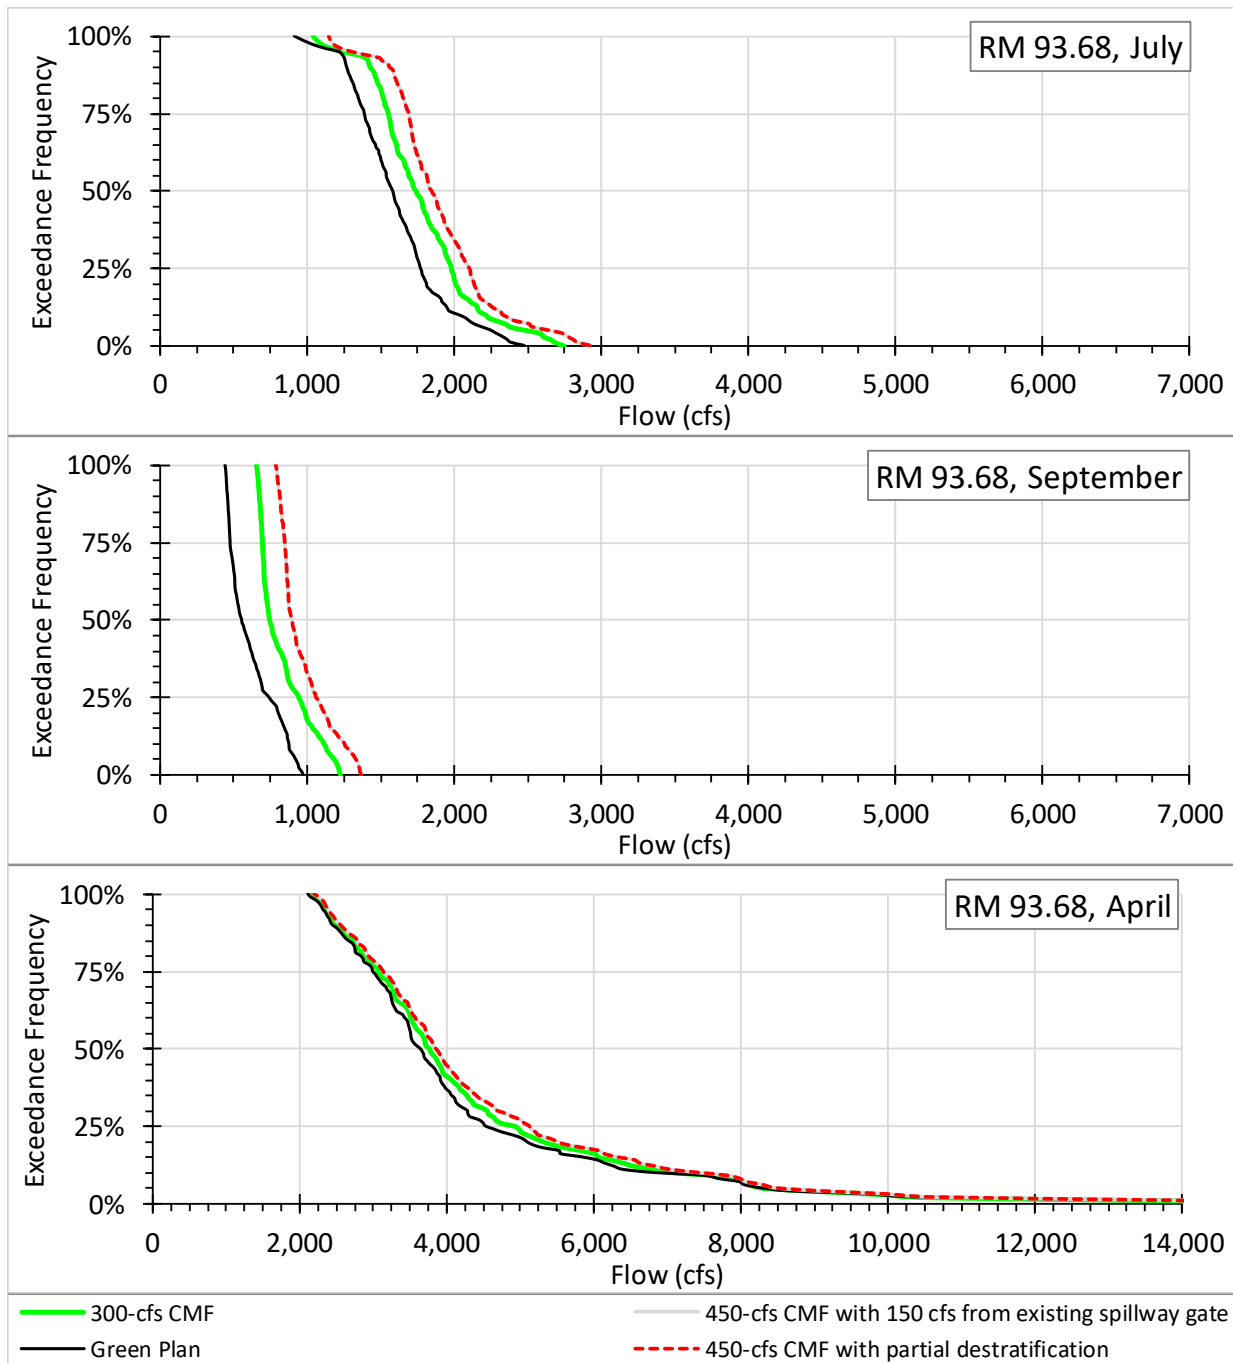 RM 93.68, July
Exceedance Frequency
100%
75%
50%
25%
0%
0 1,000 2,000 3,000 4,000 5,000 6,000 7,000
Flow (cfs)
RM 93.68, September
Exceedance Frequency
100%
75%
50%
25%
0%
0 1,000 2,000 3,000 4,000 5,000 6,000 7,000
Flow (cfs)
RM 93.68, April
Exceedance Frequency
100%
75%
50%
25%
0%
0 2,000 4,000 6,000 8,000 10,000 12,000 14,000
Flow (cfs)
300-cfs CMF
450-cfs CMF with 150 cfs from existing spillway gate
Green Plan
450-cfs CMF with partial destratification